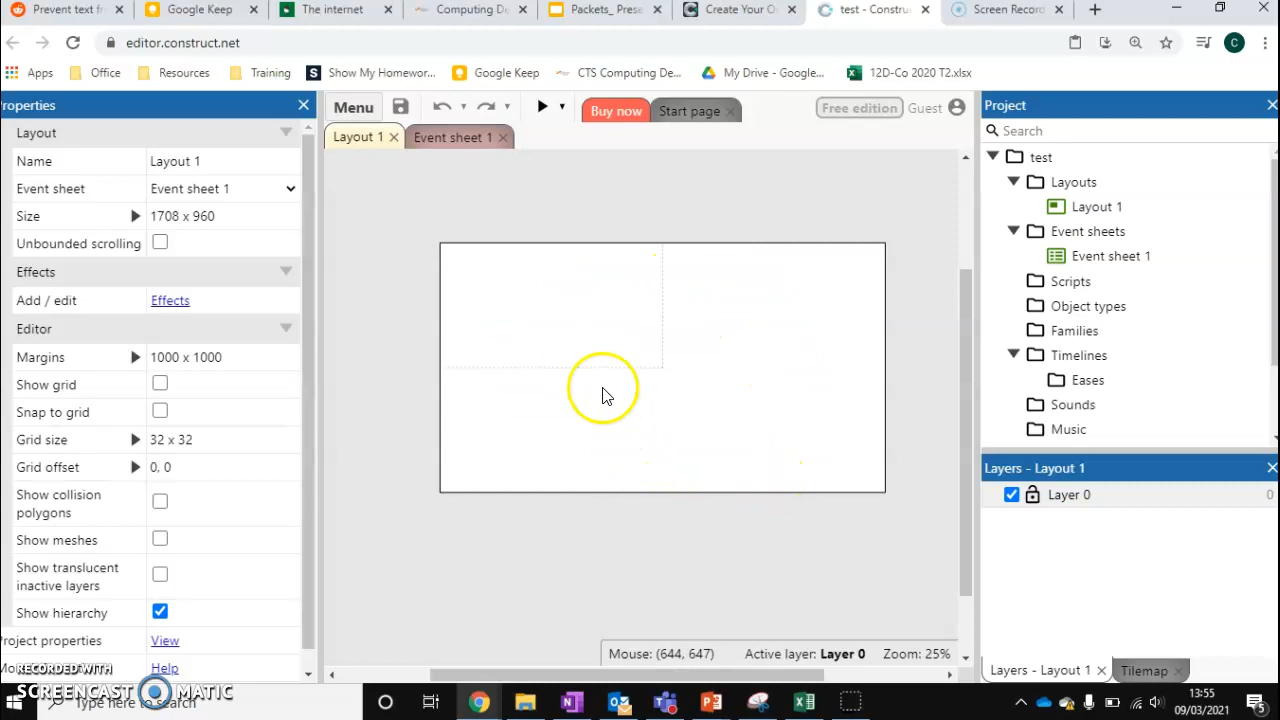 Prevent text fr
Google Keep
The internet
Computing De
Packets_ Prese
Create Your O
test - Constru
Screen Record
editor.construct.net
C
Apps
Office
Resources
Training
Show My Homewor...
Google Keep
CTS Computing De...
My Drive - Google...
12D-Co 2020 T2.xlsx
Properties
Menu
Buy now
Start page
Free edition
Guest
Project
Layout
Layout 1
Event sheet 1
Search
Name
Layout 1
test
Event sheet
Event sheet 1
Layouts
Size
1708 x 960
Layout 1
Unbounded scrolling
Event sheets
Effects
Event sheet 1
Add / edit
Effects
Scripts
Object types
Editor
Families
Margins
1000 x 1000
Timelines
Show grid
Eases
Snap to grid
Sounds
Grid size
32 x 32
Music
Grid offset
0, 0
Layers - Layout 1
Show collision
polygons
Layer 0
0
Show meshes
Show translucent
inactive layers
Show hierarchy
Project properties
View
Mouse: (644, 647)
Active layer: Layer 0
Zoom: 25%
Help
Layers - Layout 1
Tilemap
RECORDED WITH
SCREENCAST MATIC
Type here to search
13:55
09/03/2021
5